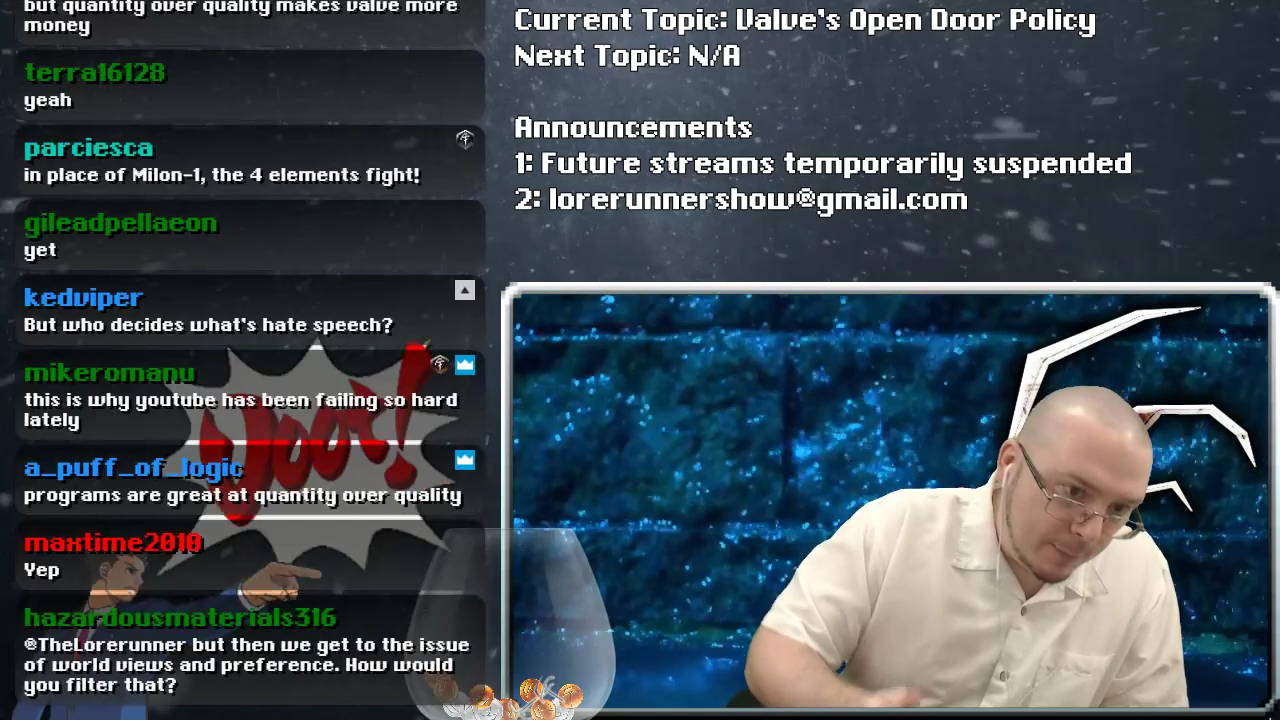 but quantity over quality makes valve more
money
terra16128
yeah
parciesca
in place of Milon-1, the 4 elements fight!
gileadpellaeon
yet
kedviper
But who decides what's hate speech?
mikeromanu
this is why youtube has been failing so hard
lately
a_puff_of_logic
programs are great at quantity over quality
maxtime2010
Yep
hazardousmaterials316
@TheLorerunner but then we get to the issue
of world views and preference. How would
you filter that?
Current Topic: Valve's Open Door Policy
Next Topic: N/A
Announcements
1: Future streams temporarily suspended
2: lorerunnershow@gmail.com